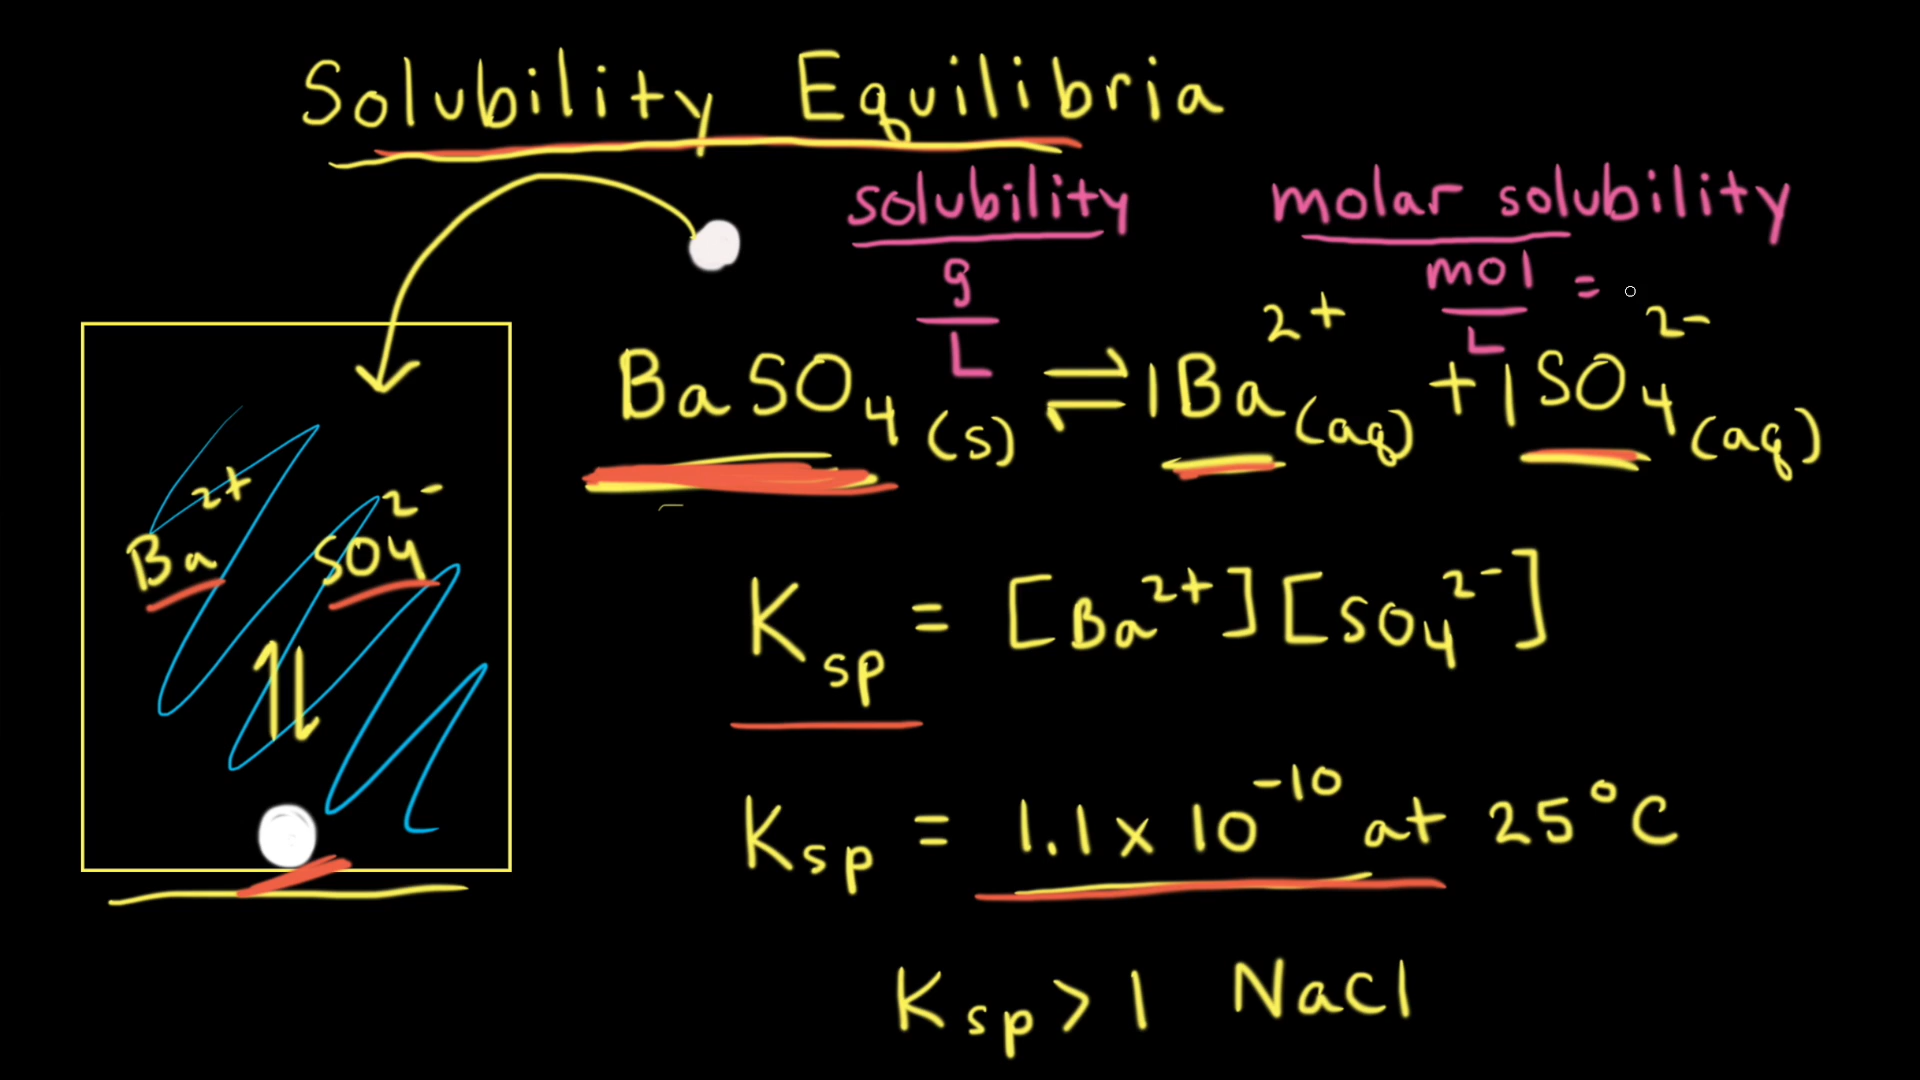 Solubility Equilibria
solubility g/L
molar solubility mol/L =
BaSO₄(s) ⇌ 1Ba²⁺(aq) + 1SO₄²⁻(aq)
Ba²⁺ SO₄²⁻
⇅
Ksp = [Ba²⁺][SO₄²⁻]
Ksp = 1.1 x 10⁻¹⁰ at 25°C
Ksp > 1 NaCl